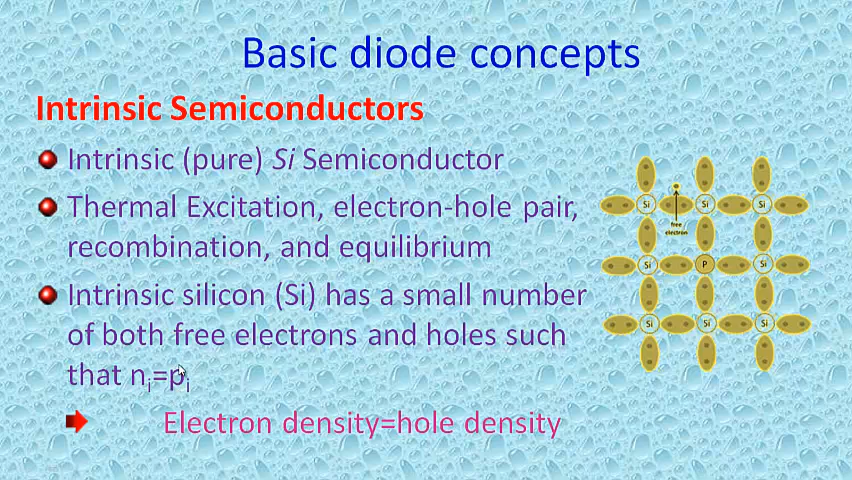 Basic diode concepts
Intrinsic Semiconductors
Intrinsic (pure) Si Semiconductor
Thermal Excitation, electron-hole pair,
recombination, and equilibrium
Intrinsic silicon (Si) has a small number
of both free electrons and holes such
that nᵢ=pᵢ
Electron density=hole density
Si Si Si
free
electron
Si P Si
Si Si Si